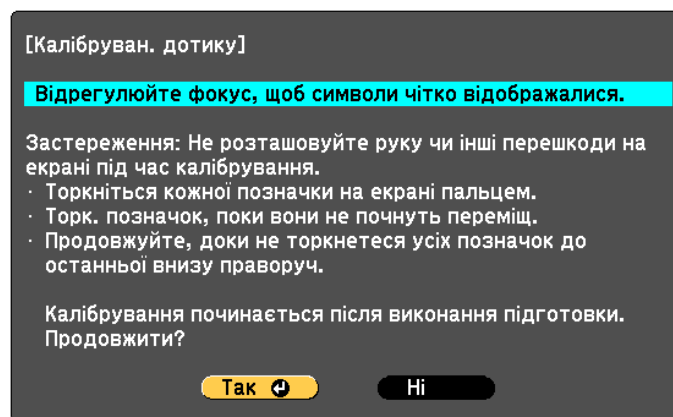 [Калібруван. дотику]
Відрегулюйте фокус, щоб символи чітко відображалися.
Застереження: Не розташовуйте руку чи інші перешкоди на
екрані під час калібрування.
· Торкніться кожної позначки на екрані пальцем.
· Торк. позначок, поки вони не почнуть переміщ.
· Продовжуйте, доки не торкнетеся усіх позначок до
останньої внизу праворуч.
Калібрування починається після виконання підготовки.
Продовжити?
Так Ні